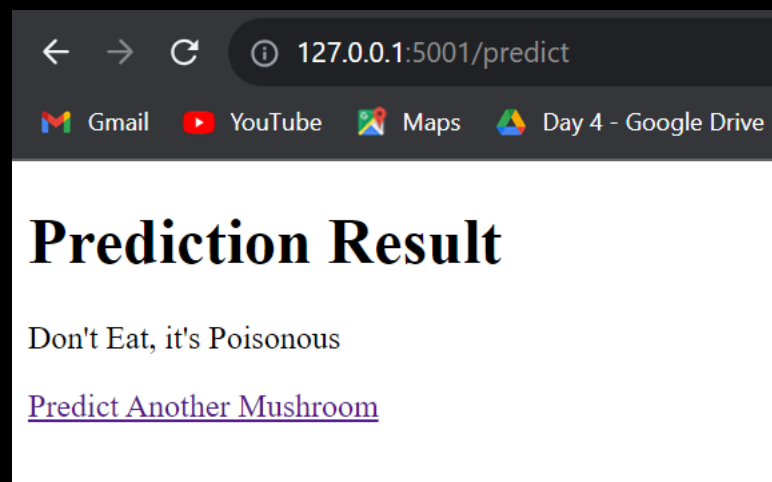 127.0.0.1:5001/predict
Gmail YouTube Maps Day 4 - Google Drive
Prediction Result
Don't Eat, it's Poisonous
Predict Another Mushroom